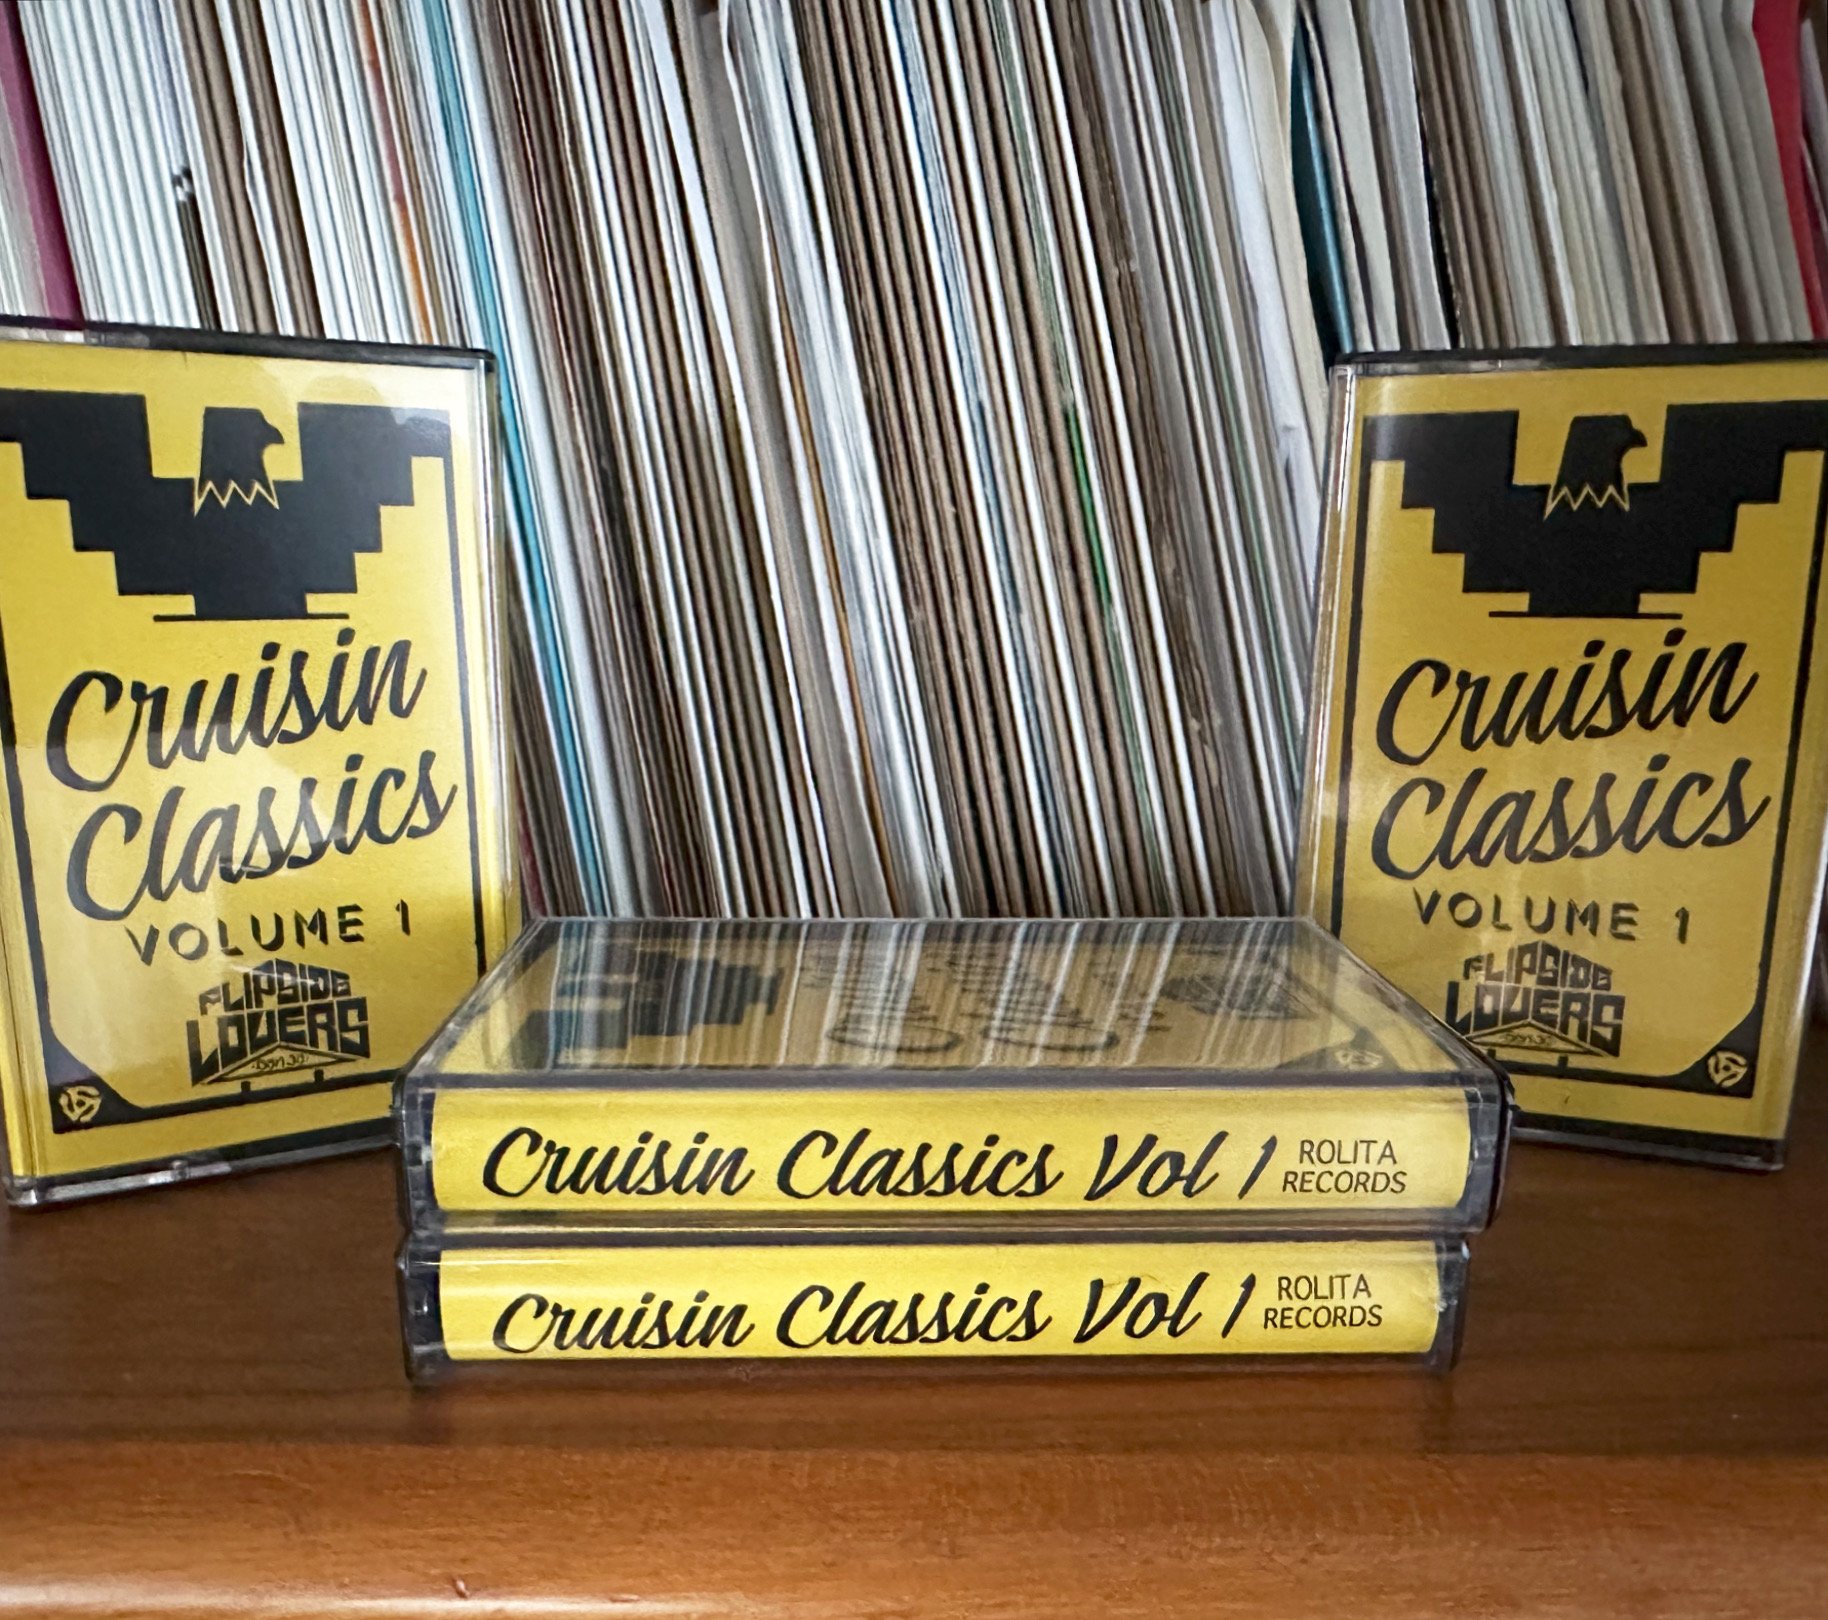 Cruisin
Classics
VOLUME 1
FLIPSIDE
LOVERS
Cruisin
Classics
VOLUME 1
FLIPSIDE
LOVERS
Cruisin Classics Vol 1 ROLITA
RECORDS
Cruisin Classics Vol 1 ROLITA
RECORDS